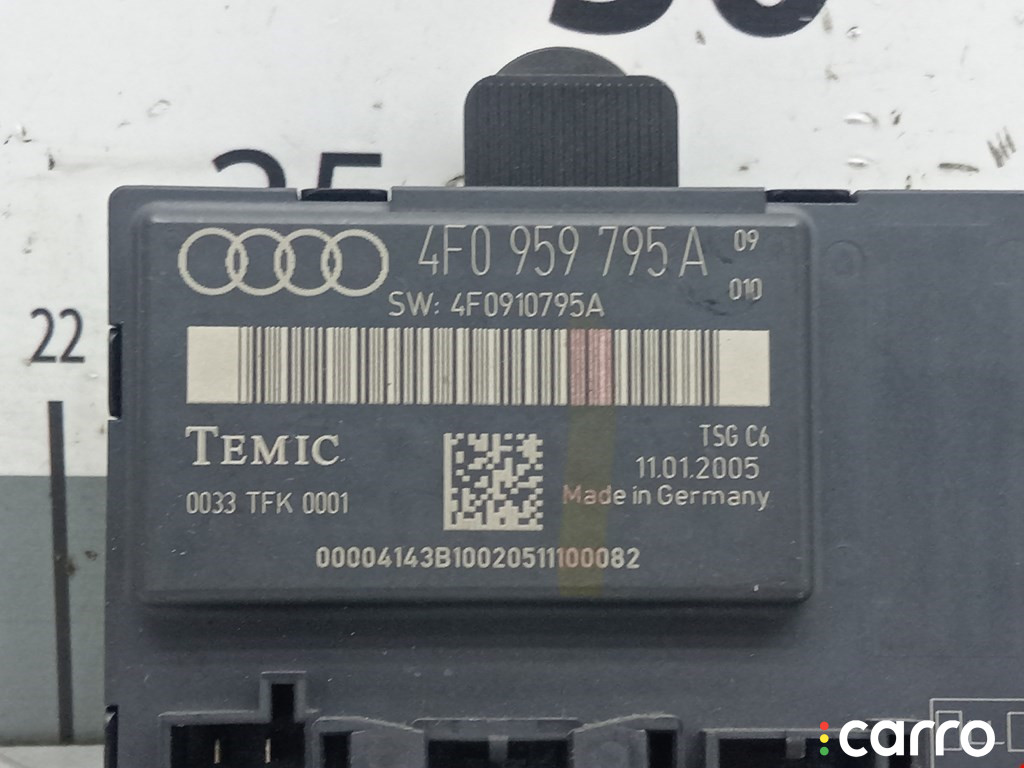 4F0 959 795 A 09
010
SW: 4F0910795A
TEMIC
TSG C6
11.01.2005
0033 TFK 0001
Made in Germany
00004143B10020511100082
22
carro